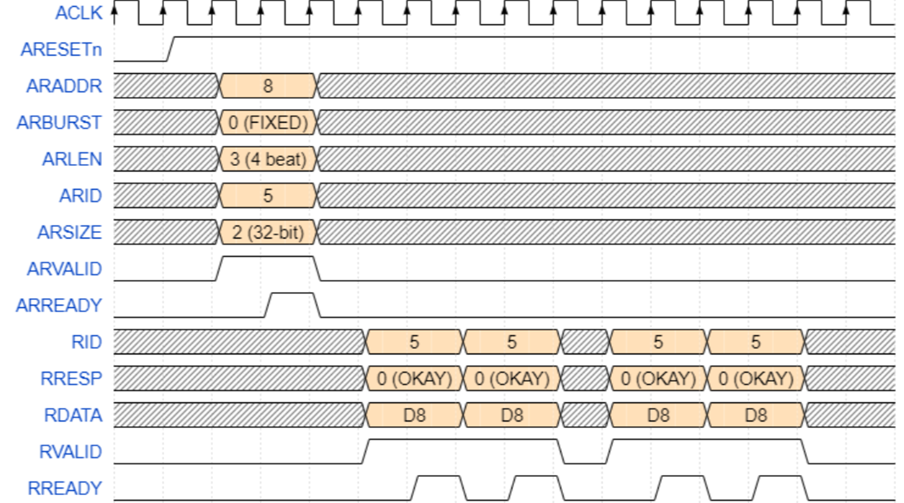 ACLK
ARESETn
ARADDR 8
ARBURST 0 (FIXED)
ARLEN 3 (4 beat)
ARID 5
ARSIZE 2 (32-bit)
ARVALID
ARREADY
RID 5 5 5 5
RRESP 0 (OKAY) 0 (OKAY) 0 (OKAY) 0 (OKAY)
RDATA D8 D8 D8 D8
RVALID
RREADY